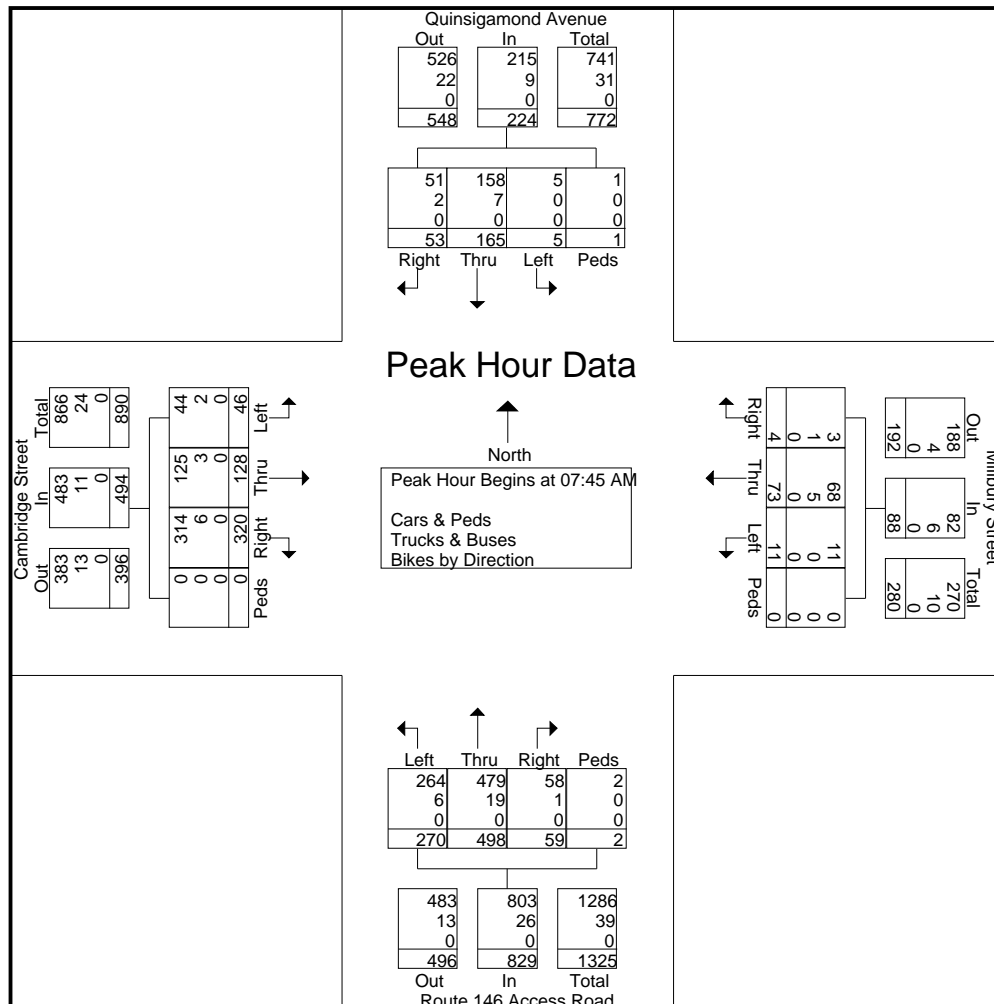 Quinsigamond Avenue
Out In Total
526 215 741
22 9 31
0 0 0
548 224 772
51 158 5 1
2 7 0 0
0 0 0 0
53 165 5 1
Right Thru Left Peds
Peak Hour Data
North
Peak Hour Begins at 07:45 AM
Cars & Peds
Trucks & Buses
Bikes by Direction
Cambridge Street
Out In Total
383 483 866
13 11 24
0 0 0
396 494 890
Peds Right Thru Left
0 314 125 44
0 6 3 2
0 0 0 0
0 320 128 46
Millbury Street
Out In Total
188 82 270
4 6 10
0 0 0
192 88 280
3 68 11 0
1 5 0 0
0 0 0 0
4 73 11 0
Right Thru Left Peds
Left Thru Right Peds
264 479 58 2
6 19 1 0
0 0 0 0
270 498 59 2
483 803 1286
13 26 39
0 0 0
496 829 1325
Out In Total
Route 146 Access Road